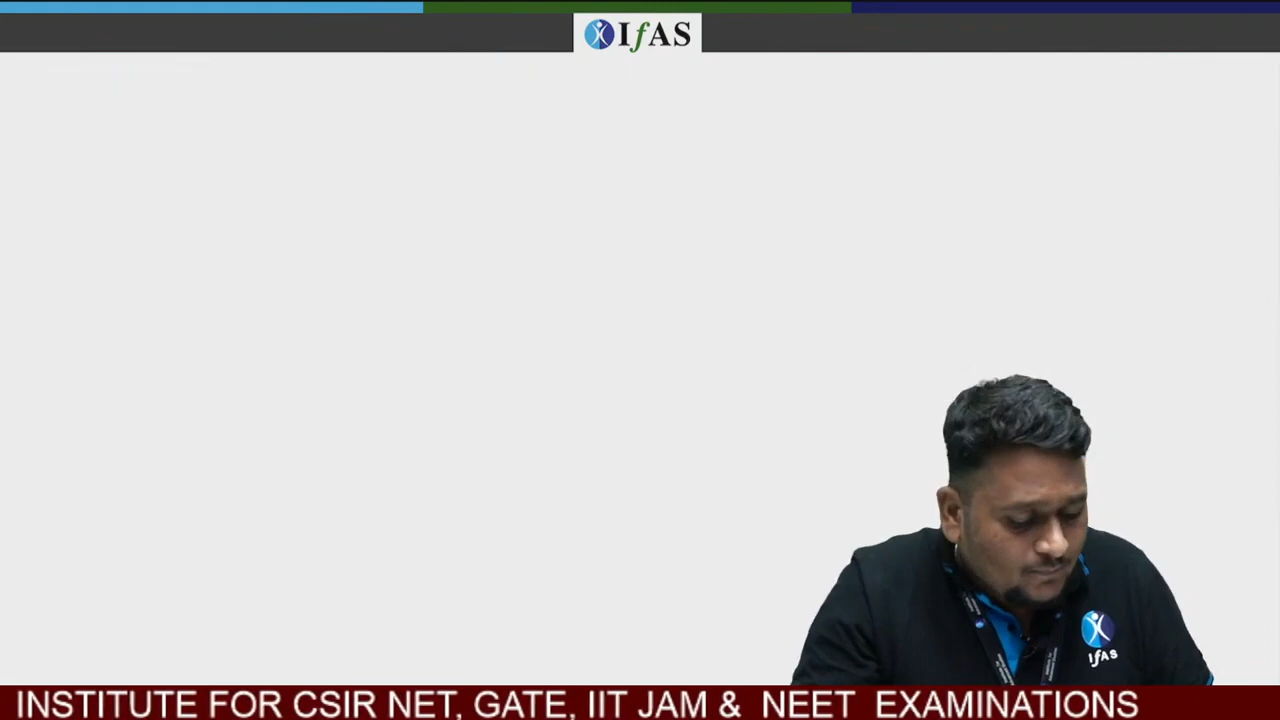 IfAS
IfAS
INSTITUTE FOR CSIR NET, GATE, IIT JAM & NEET EXAMINATIONS